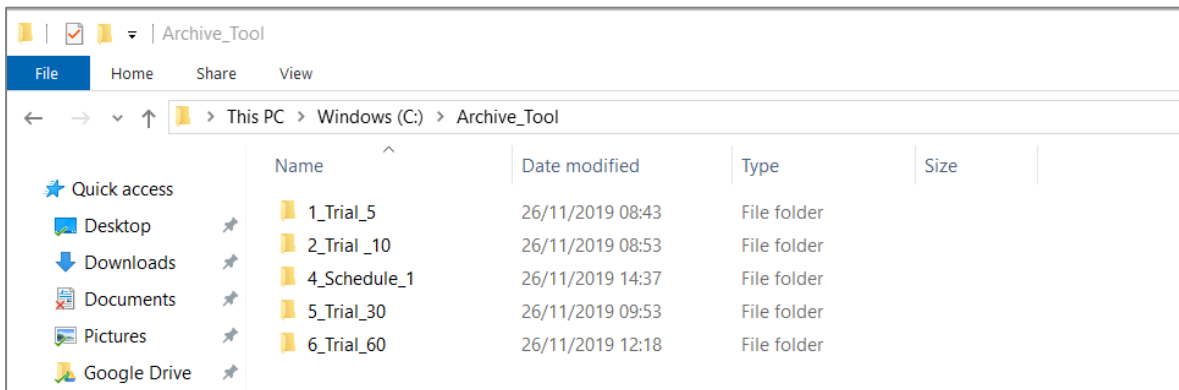 Archive_Tool
File Home Share View
This PC > Windows (C:) > Archive_Tool
Name Date modified Type Size
Quick access
Desktop
Downloads
Documents
Pictures
Google Drive
1_Trial_5 26/11/2019 08:43 File folder
2_Trial _10 26/11/2019 08:53 File folder
4_Schedule_1 26/11/2019 14:37 File folder
5_Trial_30 26/11/2019 09:53 File folder
6_Trial_60 26/11/2019 12:18 File folder